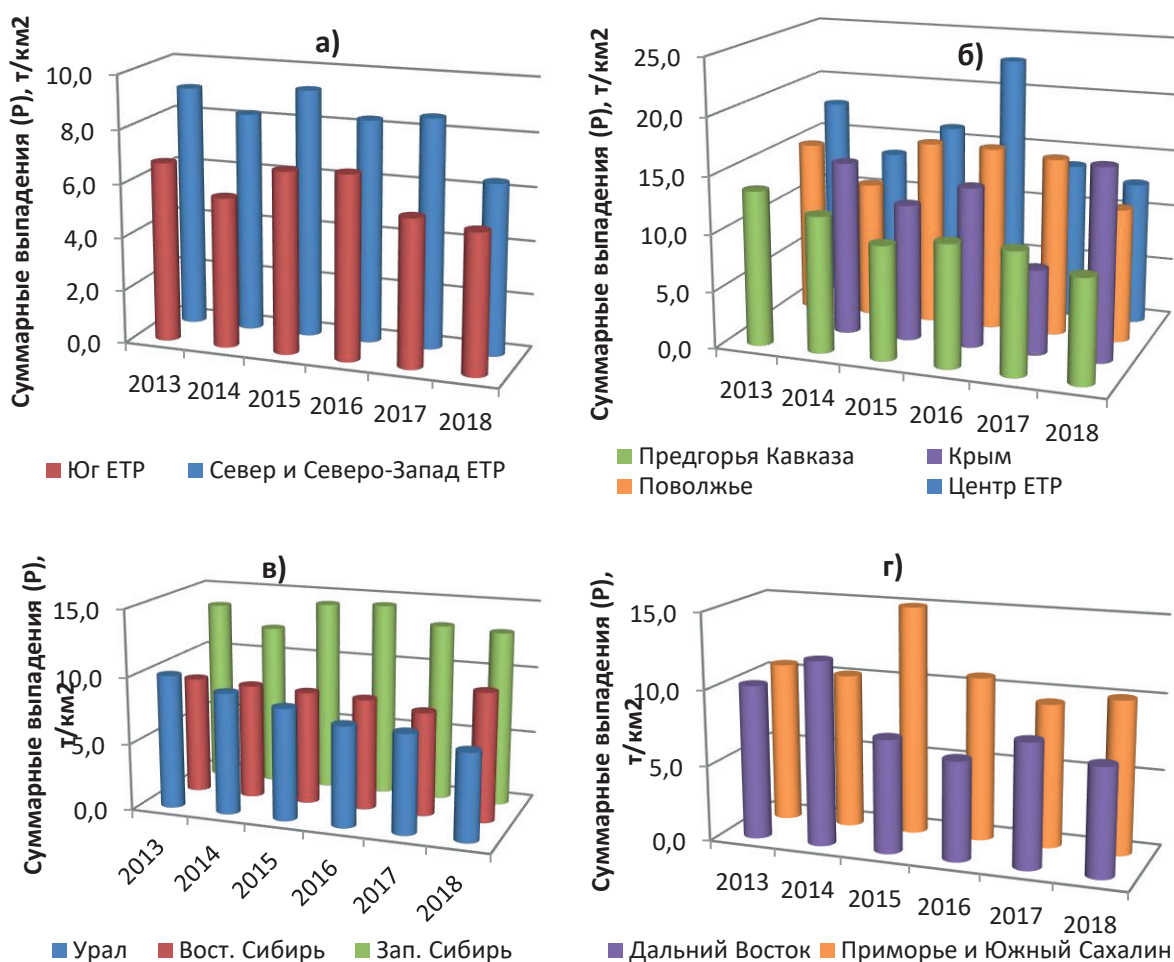 а)
Суммарные выпадения (P), т/км2
10,0
8,0
6,0
4,0
2,0
0,0
2013
2014
2015
2016
2017
2018
Юг ЕТР
Север и Северо-Запад ЕТР
б)
Суммарные выпадения (P), т/км2
25,0
20,0
15,0
10,0
5,0
0,0
2013
2014
2015
2016
2017
2018
Предгорья Кавказа
Крым
Поволжье
Центр ЕТР
в)
Суммарные выпадения (P),
т/км2
15,0
10,0
5,0
0,0
2013
2014
2015
2016
2017
2018
Урал
Вост. Сибирь
Зап. Сибирь
г)
Суммарные выпадения (P),
т/км2
15,0
10,0
5,0
0,0
2013
2014
2015
2016
2017
2018
Дальний Восток
Приморье и Южный Сахалин